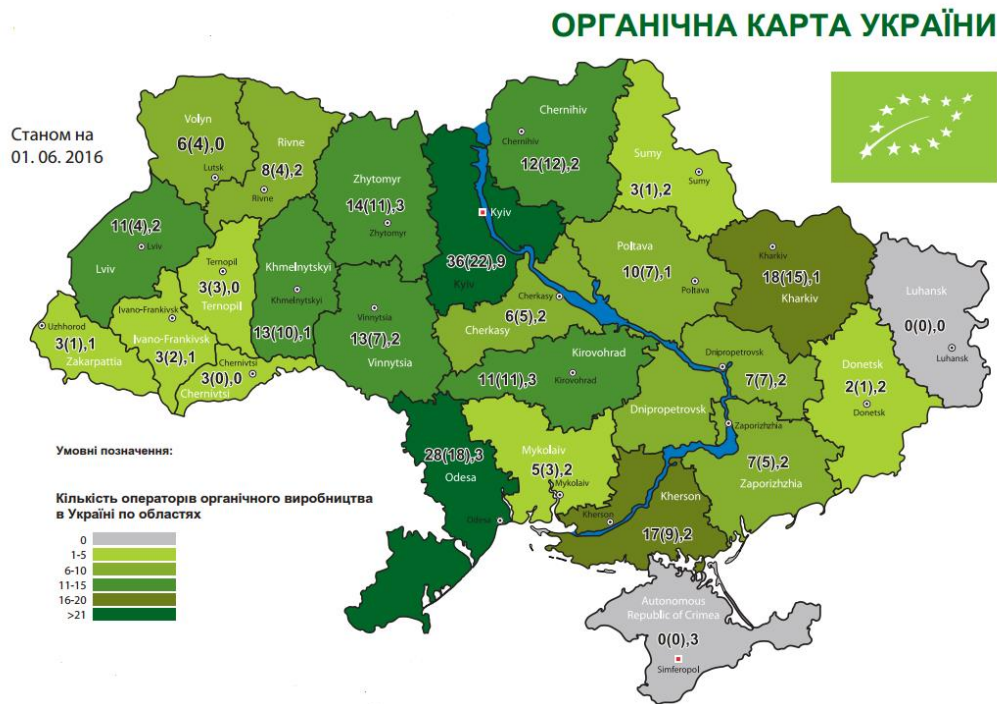 ОРГАНІЧНА КАРТА УКРАЇНИ
Станом на
01. 06. 2016
Volyn
6(4),0
Lutsk
Rivne
8(4),2
Rivne
Zhytomyr
14(11),3
Zhytomyr
Kyiv
36(22),9
Kyiv
Chernihiv
Chernihiv
12(12),2
Sumy
3(1),2
Sumy
11(4),2
Lviv
Lviv
Ternopil
3(3),0
Ternopil
Khmelnytskyi
Khmelnytskyi
13(10),1
Vinnytsia
13(7),2
Vinnytsia
Cherkasy
6(5),2
Cherkasy
Poltava
10(7),1
Poltava
Kharkiv
18(15),1
Kharkiv
Luhansk
0(0),0
Luhansk
Uzhhorod
3(1),1
Zakarpattia
Ivano-Frankivsk
Ivano-Frankivsk
3(2),1
Chernivtsi
3(0),0
Chernivtsi
Kirovohrad
11(11),3
Kirovohrad
Dnipropetrovsk
7(7),2
Dnipropetrovsk
Donetsk
2(1),2
Donetsk
28(18),3
Odesa
Odesa
Mykolaiv
5(3),2
Mykolaiv
Zaporizhzhia
7(5),2
Zaporizhzhia
Kherson
Kherson
17(9),2
Autonomous
Republic of Crimea
0(0),3
Simferopol
Умовні позначення:
Кількість операторів органічного виробництва
в Україні по областях
0
1-5
6-10
11-15
16-20
>21